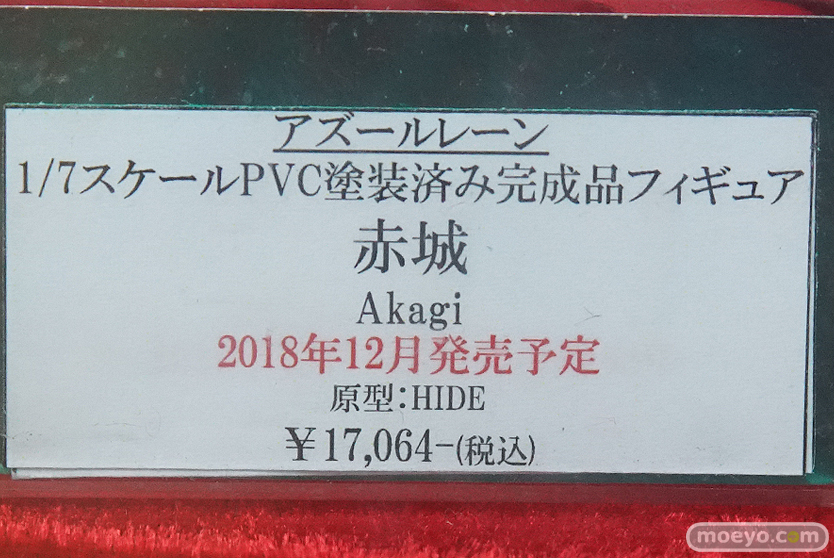 アズールレーン
1/7スケールPVC塗装済み完成品フィギュア
赤城
Akagi
2018年12月発売予定
原型：HIDE
￥17,064-(税込)
moeyo.com